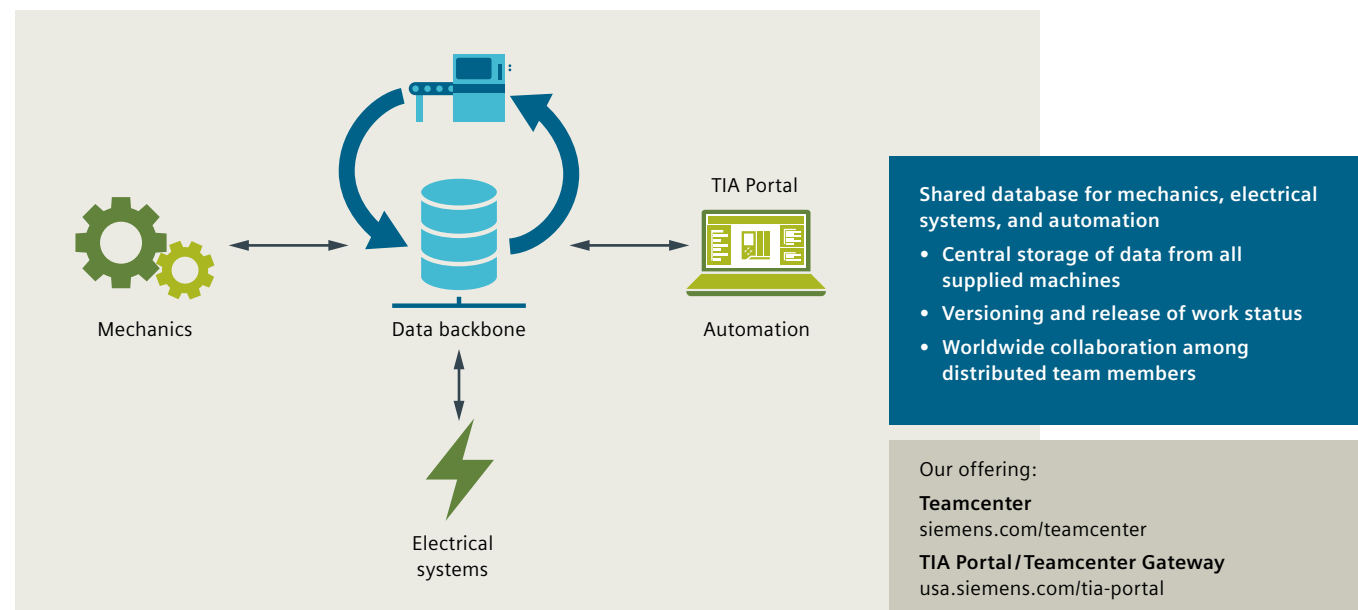 TIA Portal
Mechanics
Data backbone
Automation
Electrical
systems
Shared database for mechanics, electrical
systems, and automation
• Central storage of data from all
supplied machines
• Versioning and release of work status
• Worldwide collaboration among
distributed team members
Our offering:
Teamcenter
siemens.com/teamcenter
TIA Portal/Teamcenter Gateway
usa.siemens.com/tia-portal